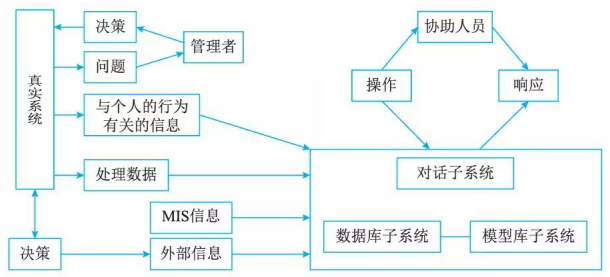 决策
管理者
问题
真实系统
与个人的行为
有关的信息
处理数据
MIS信息
决策
外部信息
协助人员
操作
响应
对话子系统
数据库子系统
模型库子系统